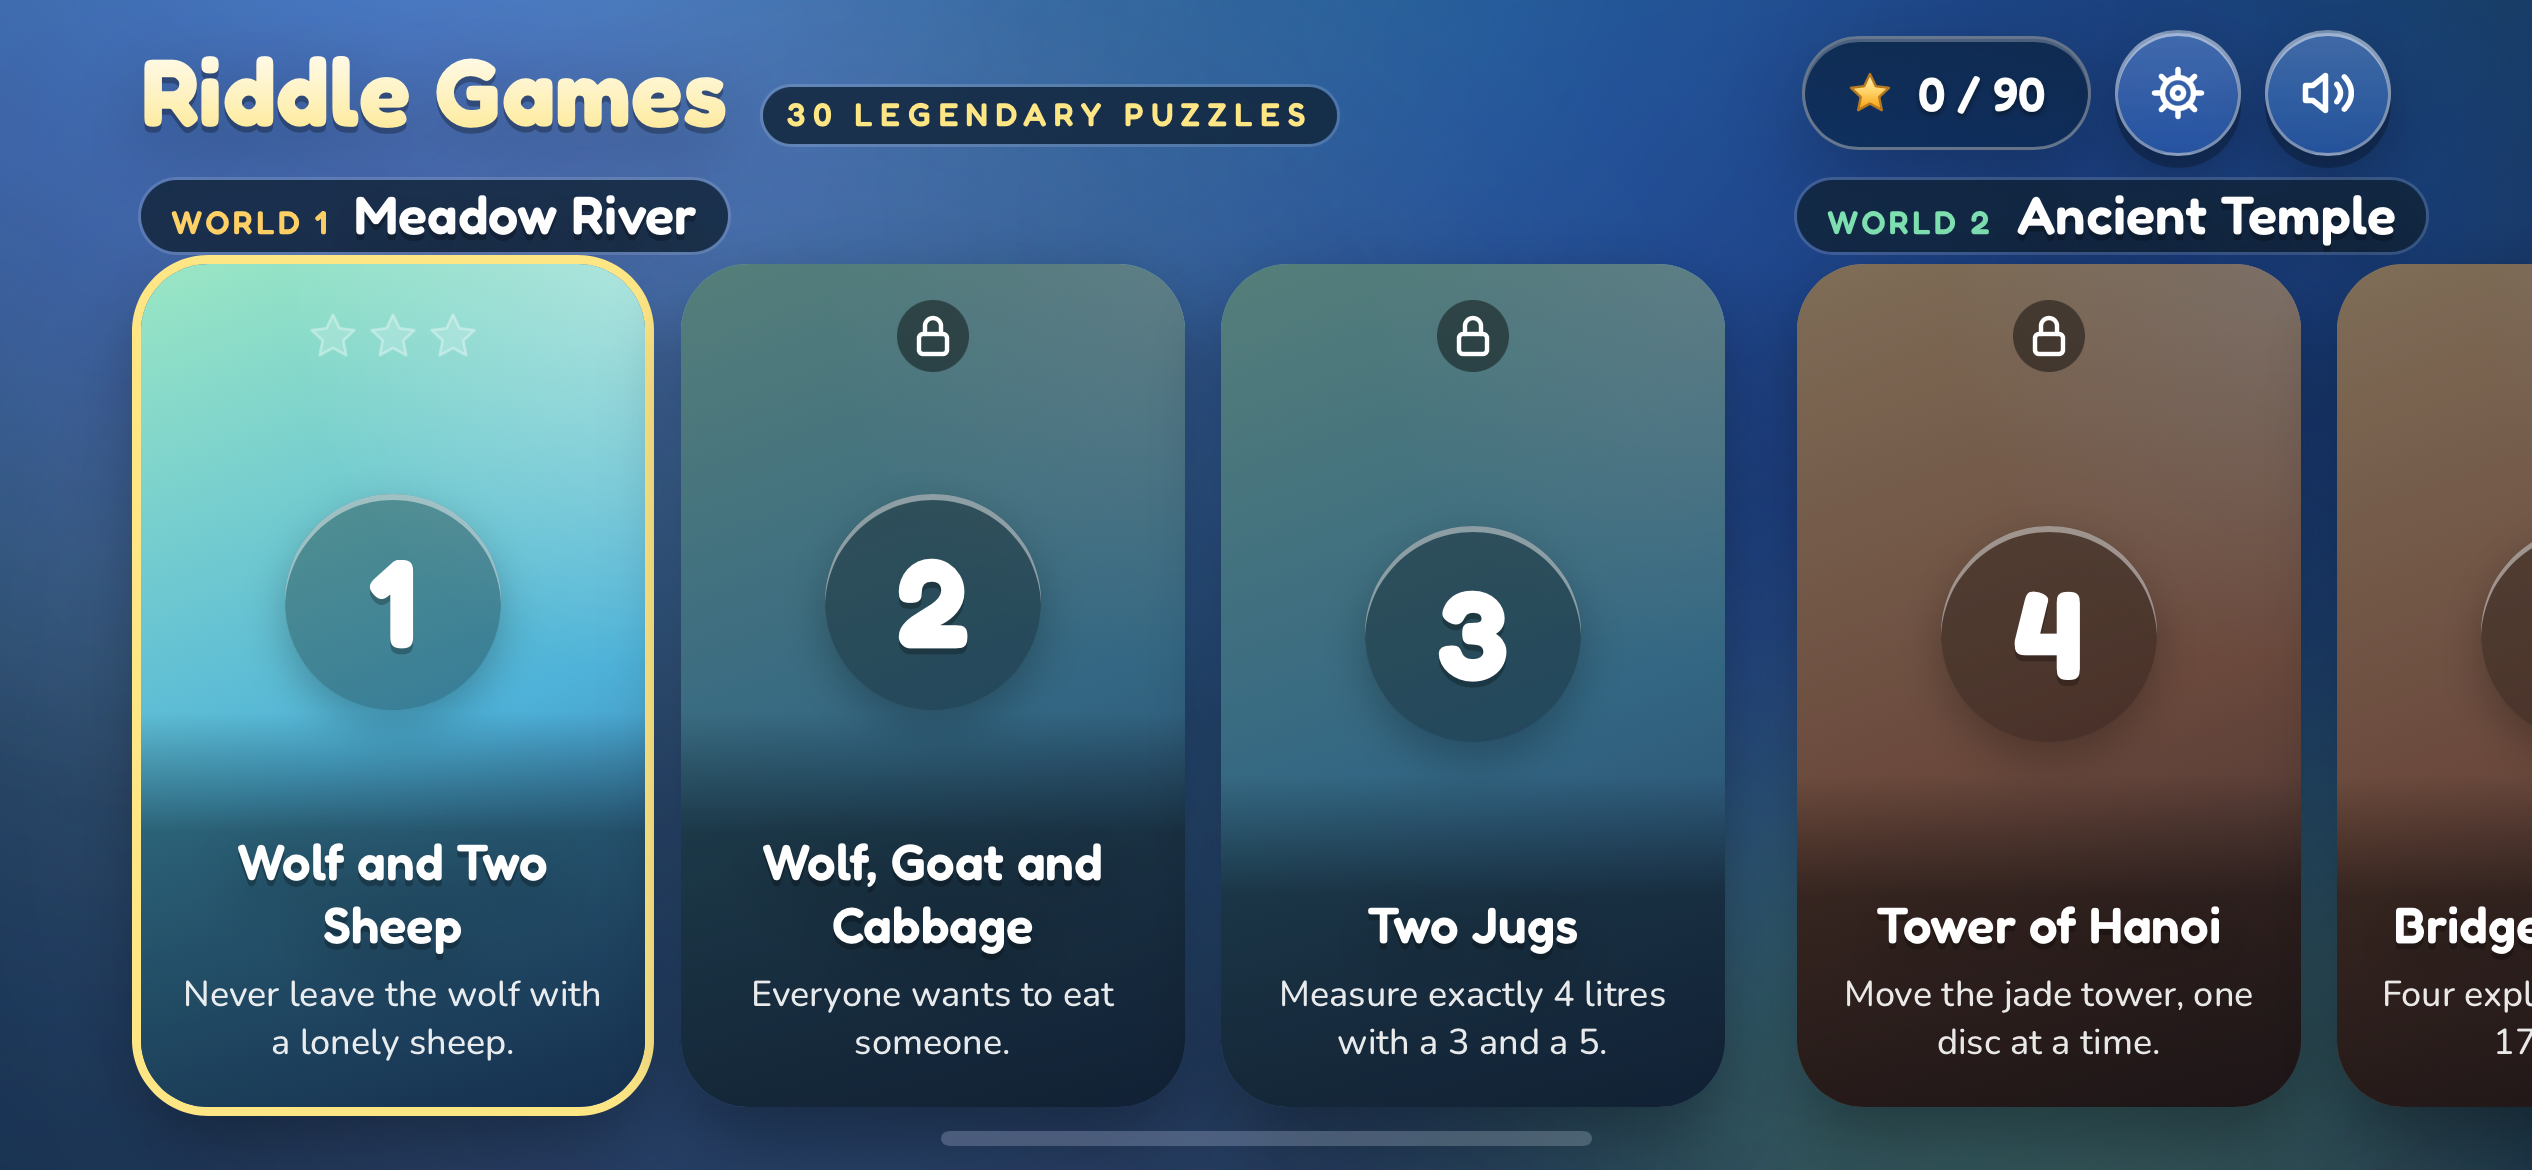 Riddle Games
30 LEGENDARY PUZZLES
0 / 90
WORLD 1 Meadow River
WORLD 2 Ancient Temple
1
Wolf and Two
Sheep
Never leave the wolf with
a lonely sheep.
2
Wolf, Goat and
Cabbage
Everyone wants to eat
someone.
3
Two Jugs
Measure exactly 4 litres
with a 3 and a 5.
4
Tower of Hanoi
Move the jade tower, one
disc at a time.
Bridge
Four
17